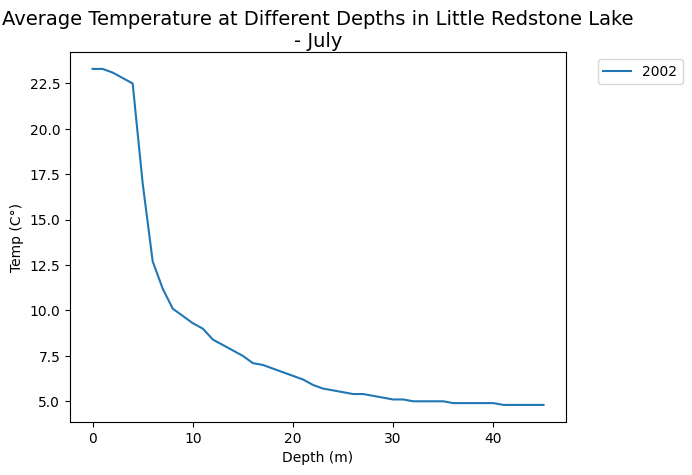 Average Temperature at Different Depths in Little Redstone Lake
- July
2002
22.5
20.0
17.5
15.0
12.5
10.0
7.5
5.0
Temp (C°)
0 10 20 30 40
Depth (m)